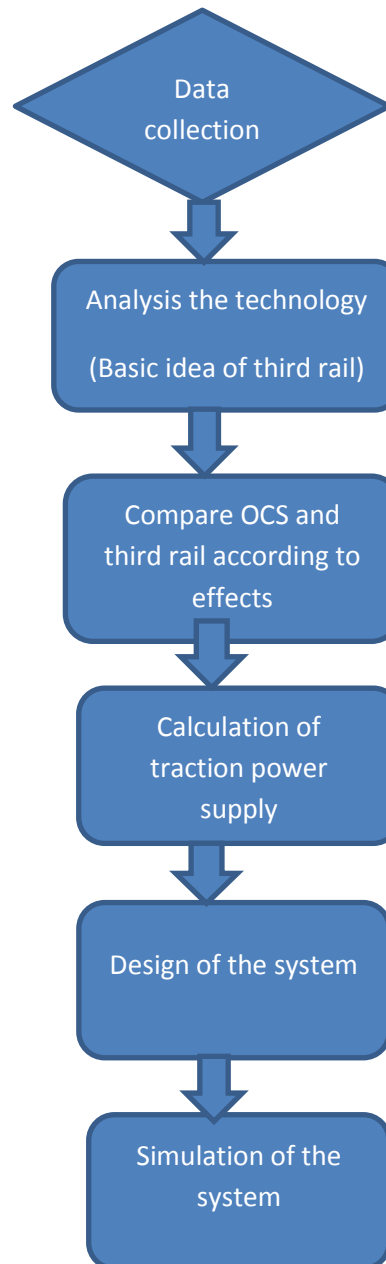 Data
collection
Analysis the technology
(Basic idea of third rail)
Compare OCS and
third rail according to
effects
Calculation of
traction power
supply
Design of the system
Simulation of the
system